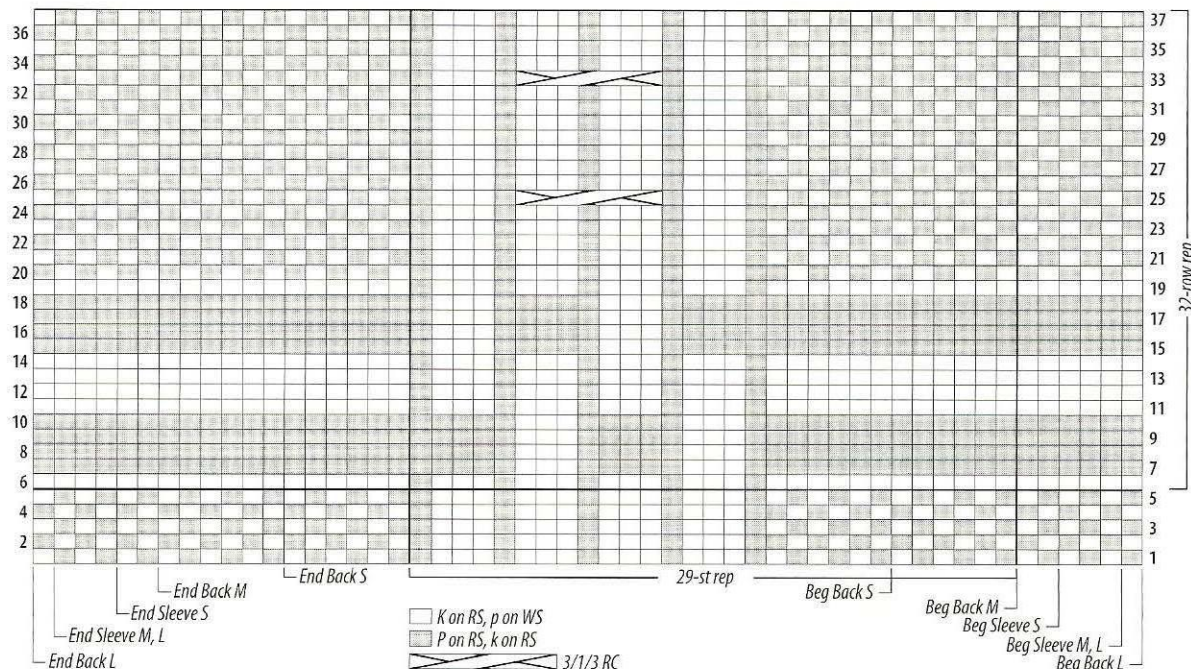 36
34
32
30
28
26
24
22
20
18
16
14
12
10
8
6
4
2
37
35
33
31
29
27
25
23
21
19
17
15
13
11
9
7
5
3
1
32-row rep
End Back S
End Back M
End Sleeve S
End Sleeve M, L
End Back L
29-st rep
Beg Back S
Beg Back M
Beg Sleeve S
Beg Sleeve M, L
Beg Back L
K on RS, p on WS
P on RS, k on RS
3/1/3 RC